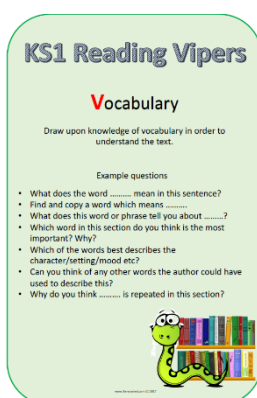 KS1 Reading Vipers
Vocabulary
Draw upon knowledge of vocabulary in order to
understand the text.
Example questions
• What does the word .......... mean in this sentence?
• Find and copy a word which means ..........
• What does this word or phrase tell you about ........?
• Which word in this section do you think is the most
important? Why?
• Which of the words best describes the
character/setting/mood etc?
• Can you think of any other words the author could have
used to describe this?
• Why do you think .......... is repeated in this section?